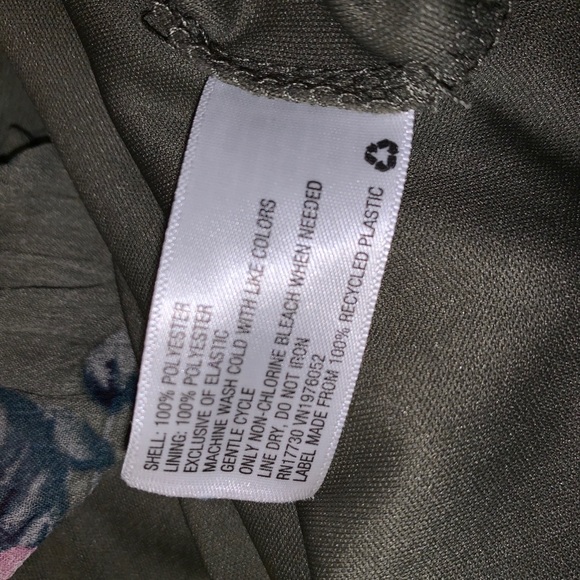 SHELL: 100% POLYESTER
LINING: 100% POLYESTER
EXCLUSIVE OF ELASTIC
MACHINE WASH COLD WITH LIKE COLORS
GENTLE CYCLE
ONLY NON-CHLORINE BLEACH WHEN NEEDED
LINE DRY, DO NOT IRON
RN17730 VN1976052
LABEL MADE FROM 100% RECYCLED PLASTIC